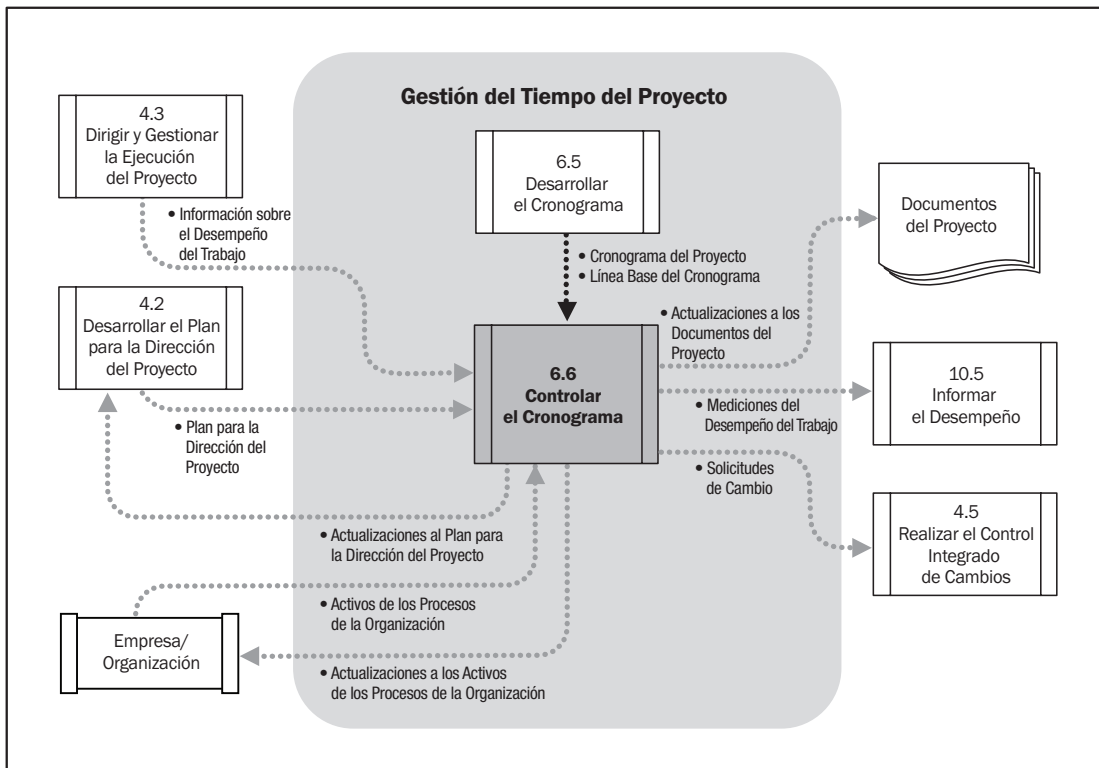 Gestión del Tiempo del Proyecto
4.3
Dirigir y Gestionar
la Ejecución
del Proyecto
• Información sobre
el Desempeño
del Trabajo
6.5
Desarrollar
el Cronograma
• Cronograma del Proyecto
• Línea Base del Cronograma
Documentos
del Proyecto
4.2
Desarrollar el Plan
para la Dirección
del Proyecto
• Plan para la
Dirección del
Proyecto
6.6
Controlar
el Cronograma
• Actualizaciones a los
Documentos del
Proyecto
• Mediciones del
Desempeño del Trabajo
• Solicitudes
de Cambio
10.5
Informar
el Desempeño
4.5
Realizar el Control
Integrado
de Cambios
• Actualizaciones al Plan para
la Dirección del Proyecto
• Activos de los Procesos
de la Organización
Empresa/
Organización
• Actualizaciones a los Activos
de los Procesos de la Organización